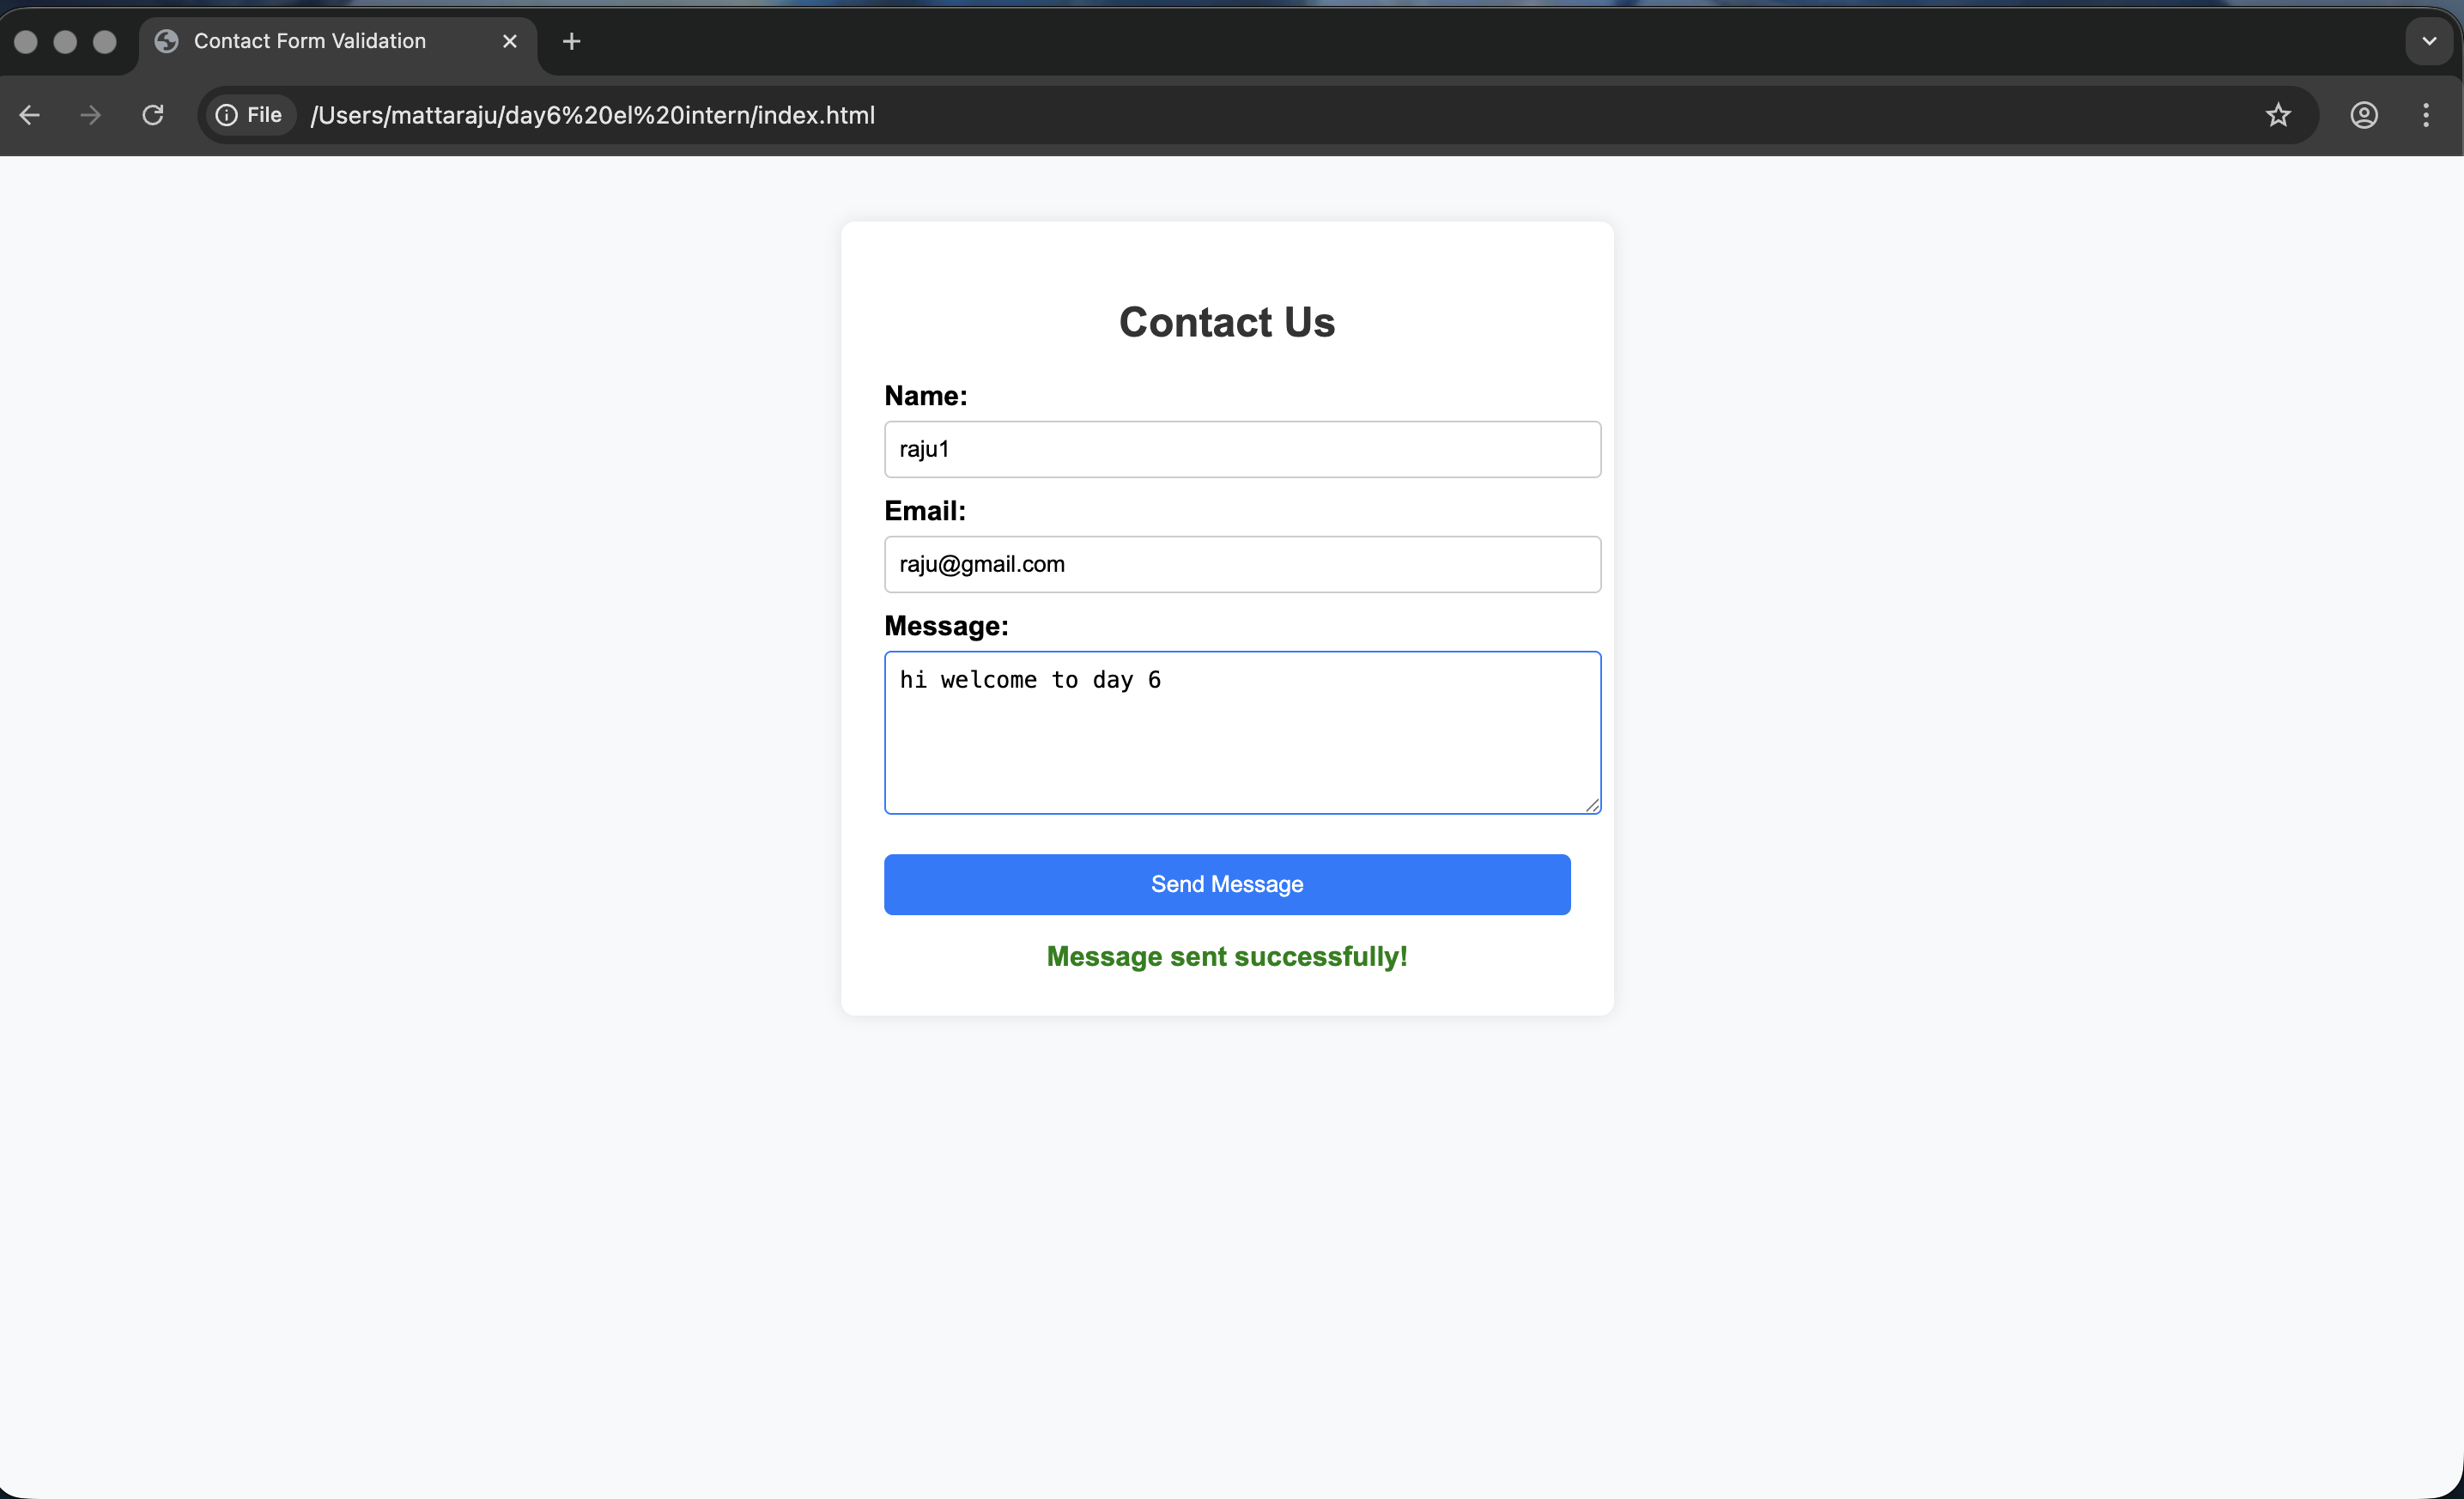 Contact Form Validation
File /Users/mattaraju/day6%20el%20intern/index.html
Contact Us
Name:
raju1
Email:
raju@gmail.com
Message:
hi welcome to day 6
Send Message
Message sent successfully!